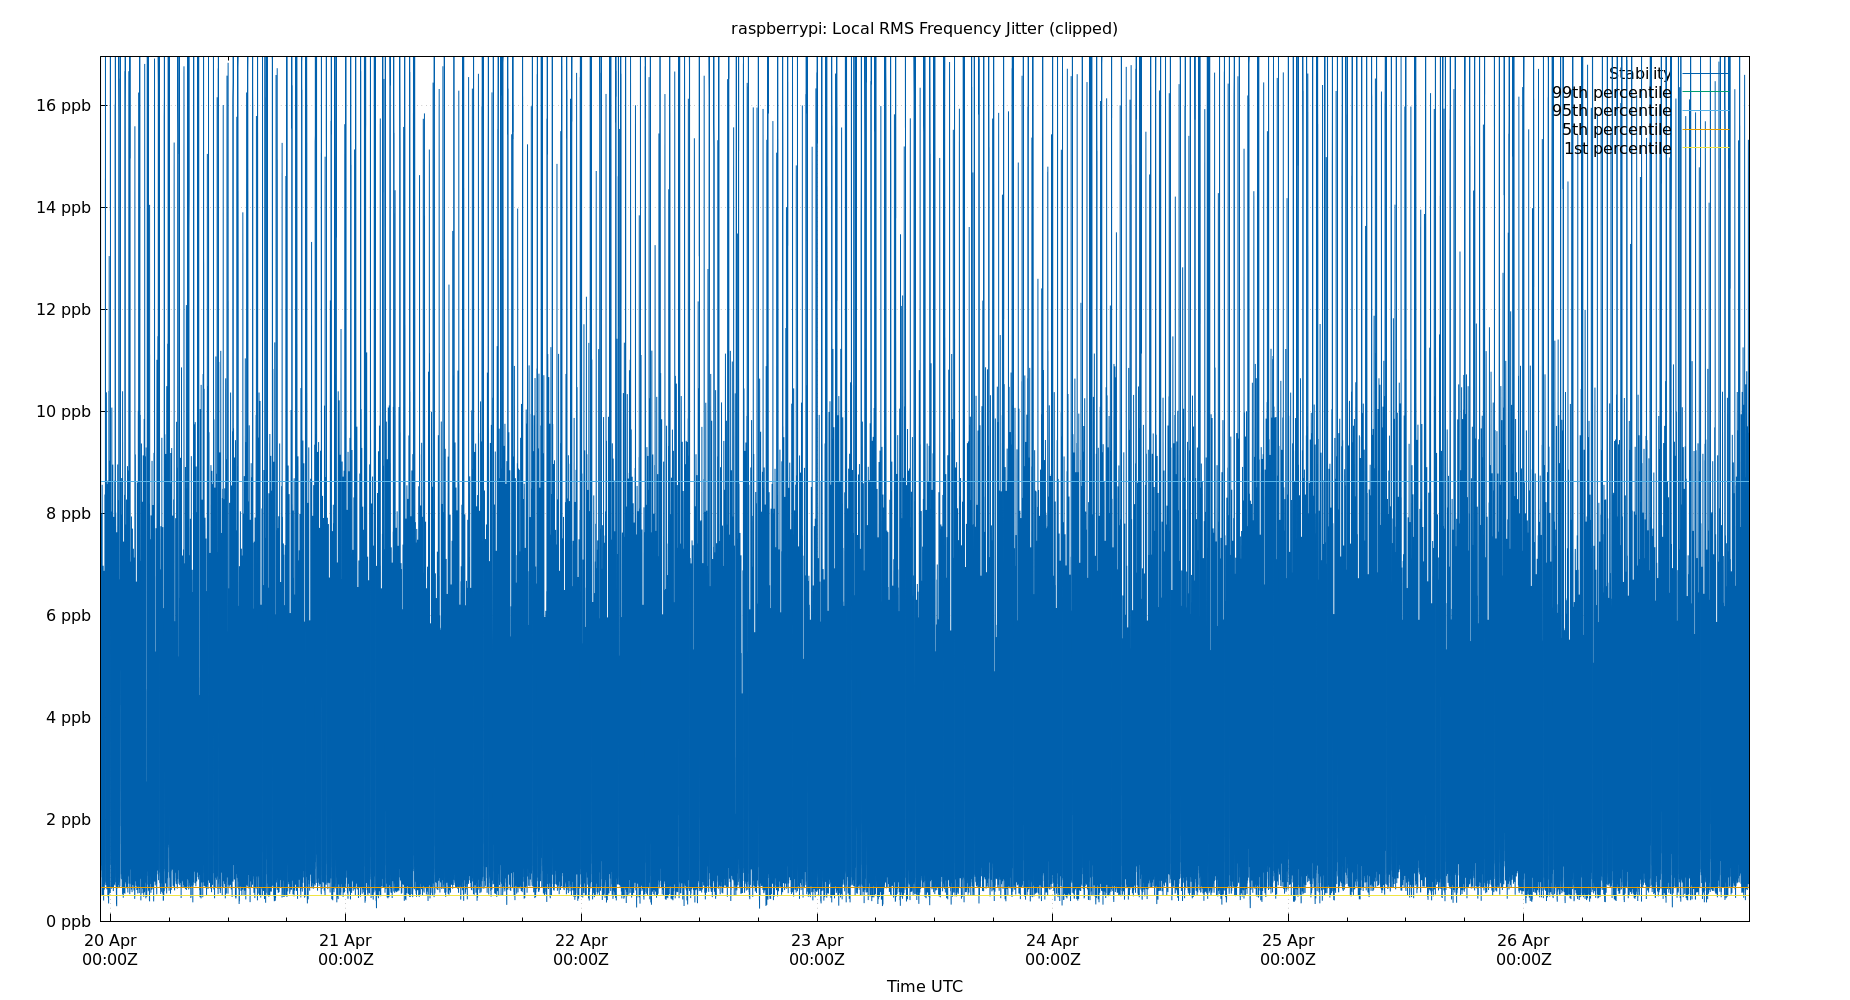 raspberrypi: Local RMS Frequency Jitter (clipped)
16 ppb
14 ppb
12 ppb
10 ppb
8 ppb
6 ppb
4 ppb
2 ppb
0 ppb
Stability
99th percentile
95th percentile
5th percentile
1st percentile
20 Apr 21 Apr 22 Apr 23 Apr 24 Apr 25 Apr 26 Apr
00:00Z 00:00Z 00:00Z 00:00Z 00:00Z 00:00Z 00:00Z
Time UTC